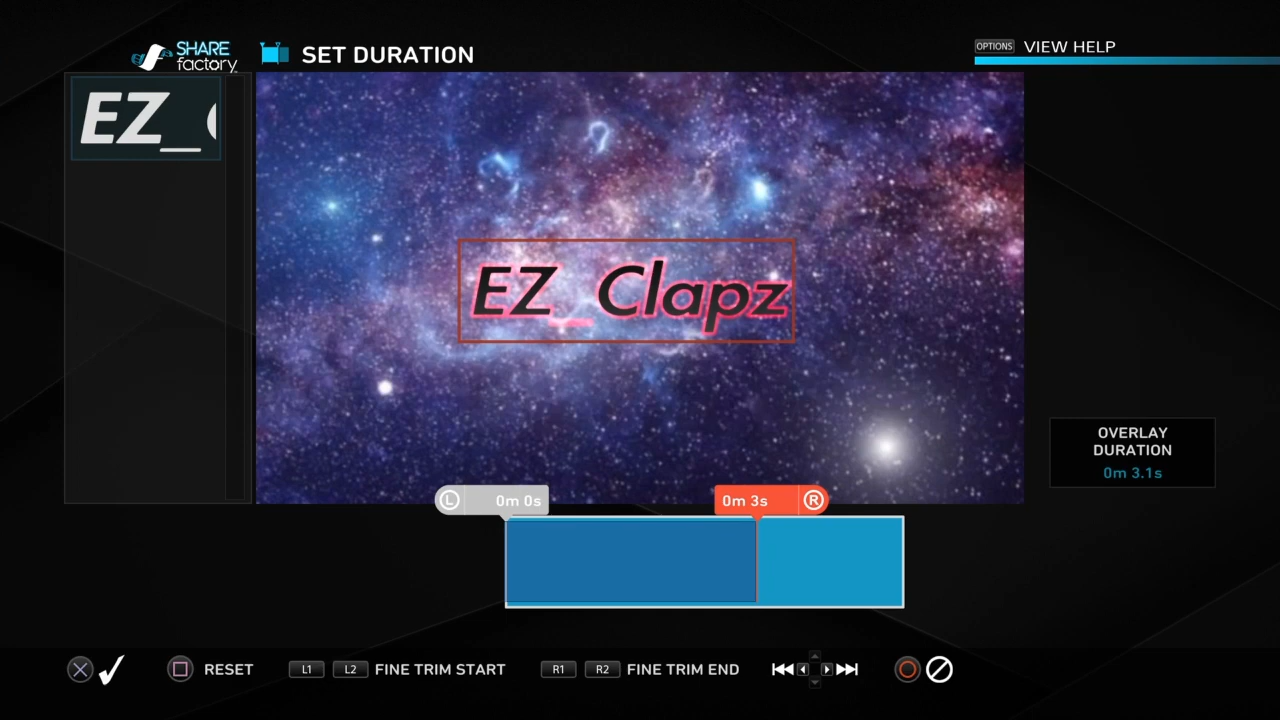 SHARE
factory
SET DURATION
OPTIONS VIEW HELP
EZ_
EZ_Clapz
OVERLAY
DURATION
0m 3.1s
L 0m 0s
0m 3s R
RESET
L1 L2 FINE TRIM START
R1 R2 FINE TRIM END